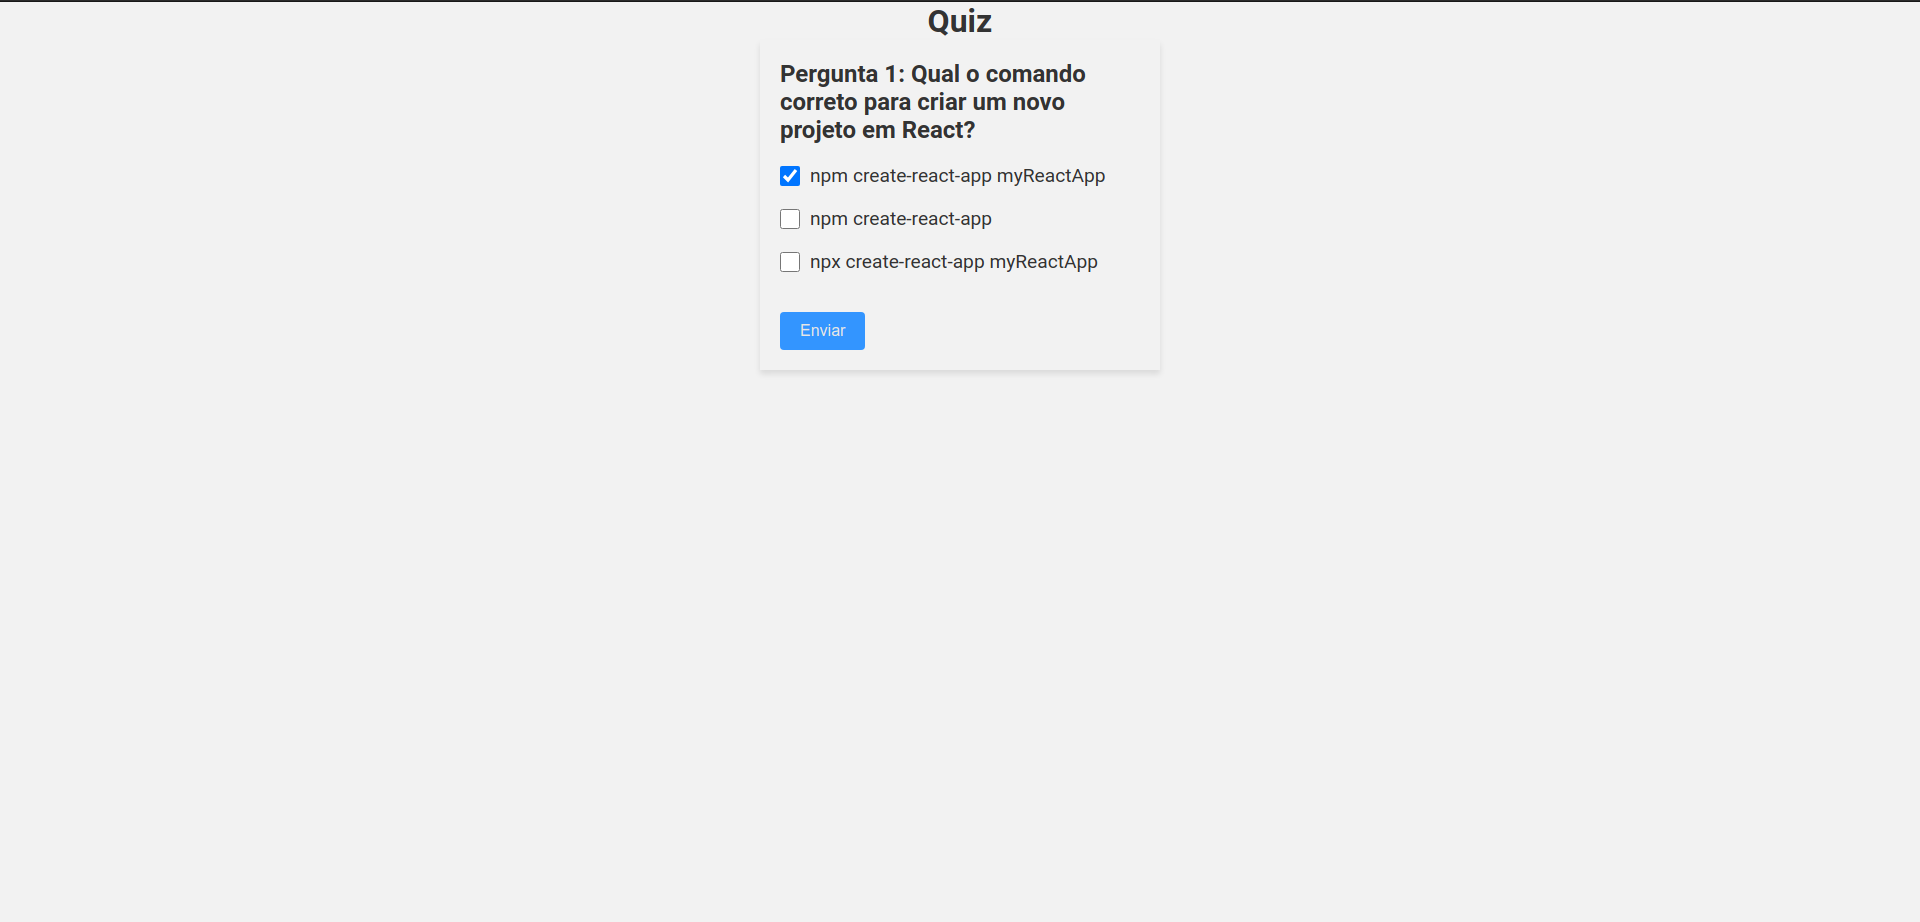 Quiz
Pergunta 1: Qual o comando
correto para criar um novo
projeto em React?
npm create-react-app myReactApp
npm create-react-app
npx create-react-app myReactApp
Enviar